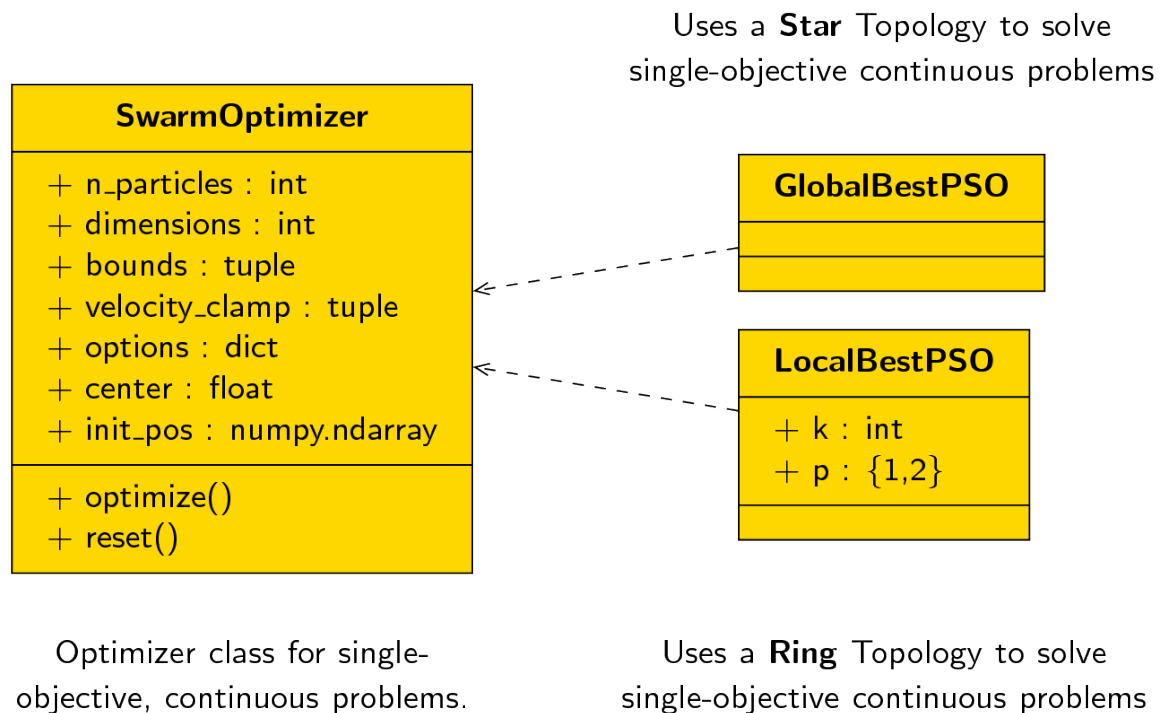 Uses a Star Topology to solve
single-objective continuous problems
SwarmOptimizer
+ n_particles : int
+ dimensions : int
+ bounds : tuple
+ velocity_clamp : tuple
+ options : dict
+ center : float
+ init_pos : numpy.ndarray
+ optimize()
+ reset()
GlobalBestPSO
LocalBestPSO
+ k : int
+ p : {1,2}
Optimizer class for single-
objective, continuous problems.
Uses a Ring Topology to solve
single-objective continuous problems